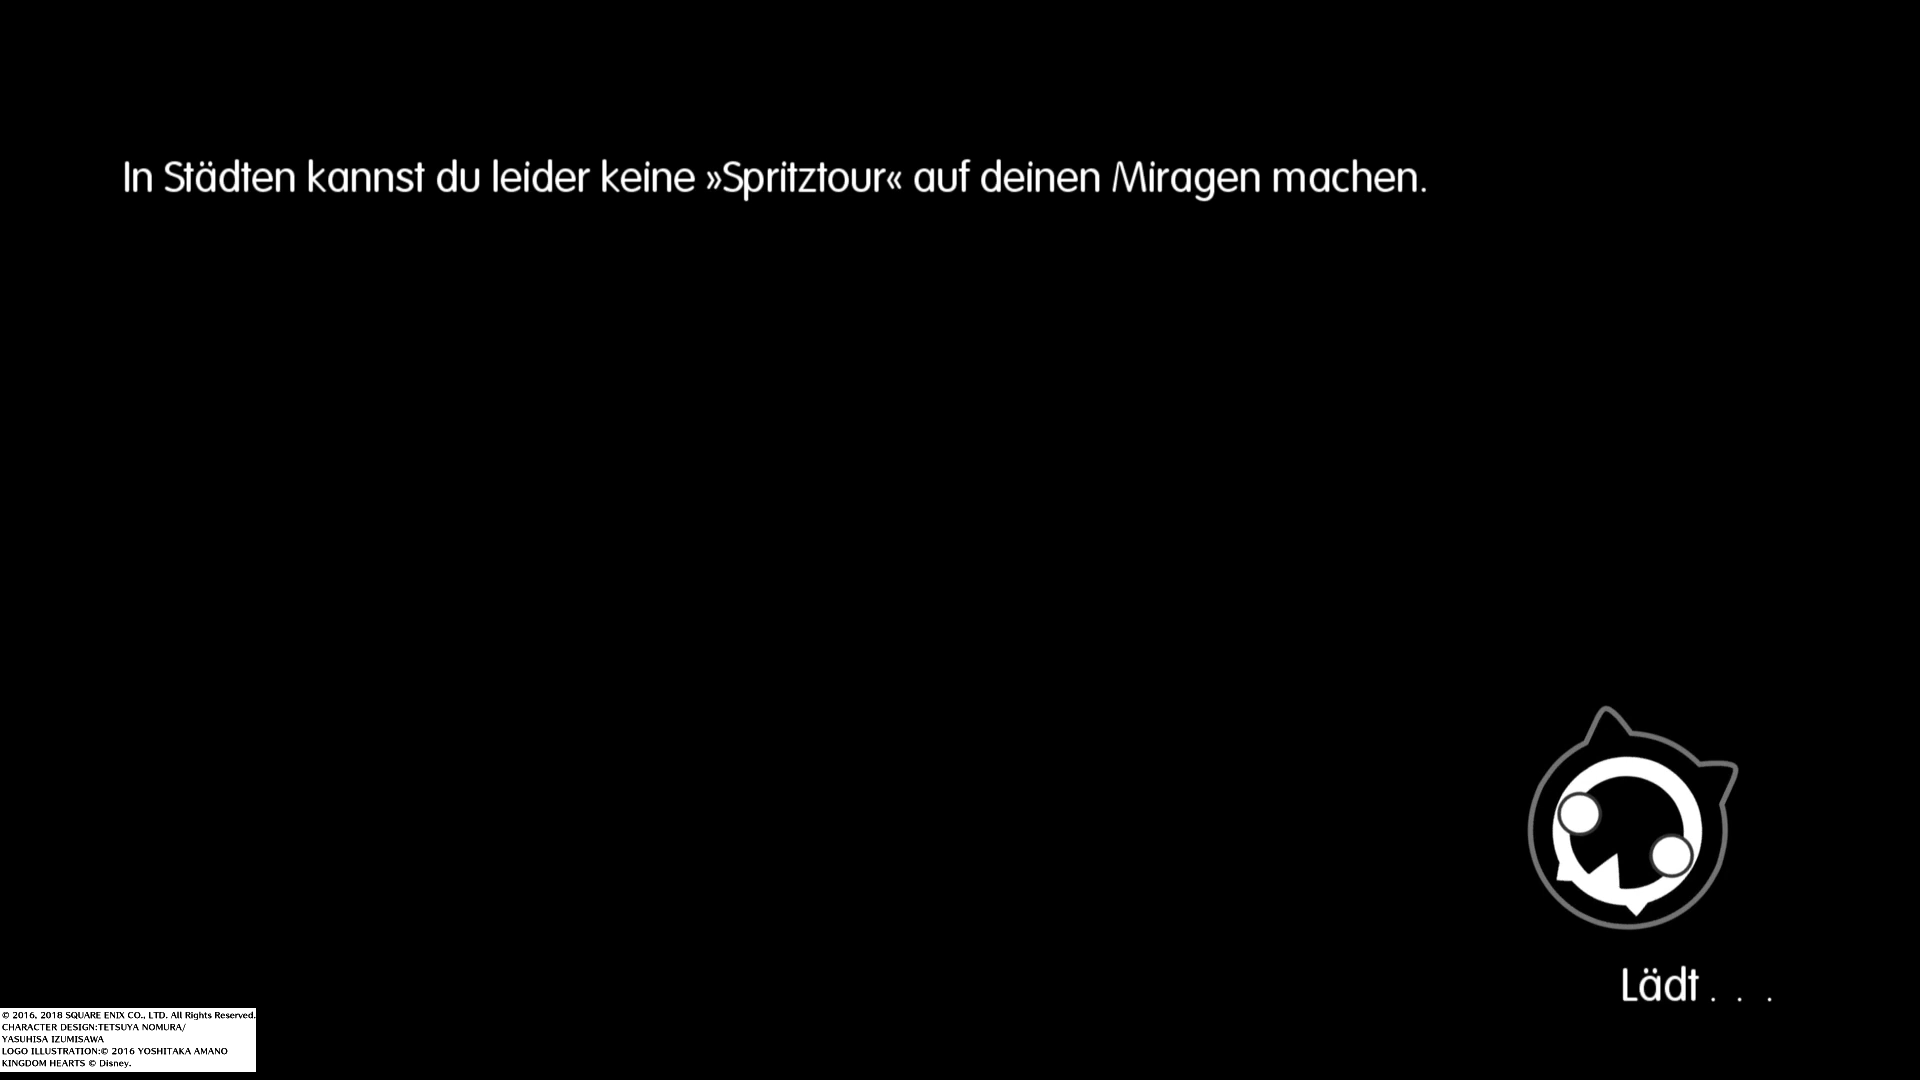 In Städten kannst du leider keine »Spritztour« auf deinen Miragen machen.
Lädt . . .
© 2016, 2018 SQUARE ENIX CO., LTD. All Rights Reserved.
CHARACTER DESIGN:TETSUYA NOMURA/
YASUHISA IZUMISAWA
LOGO ILLUSTRATION:© 2016 YOSHITAKA AMANO
KINGDOM HEARTS © Disney.